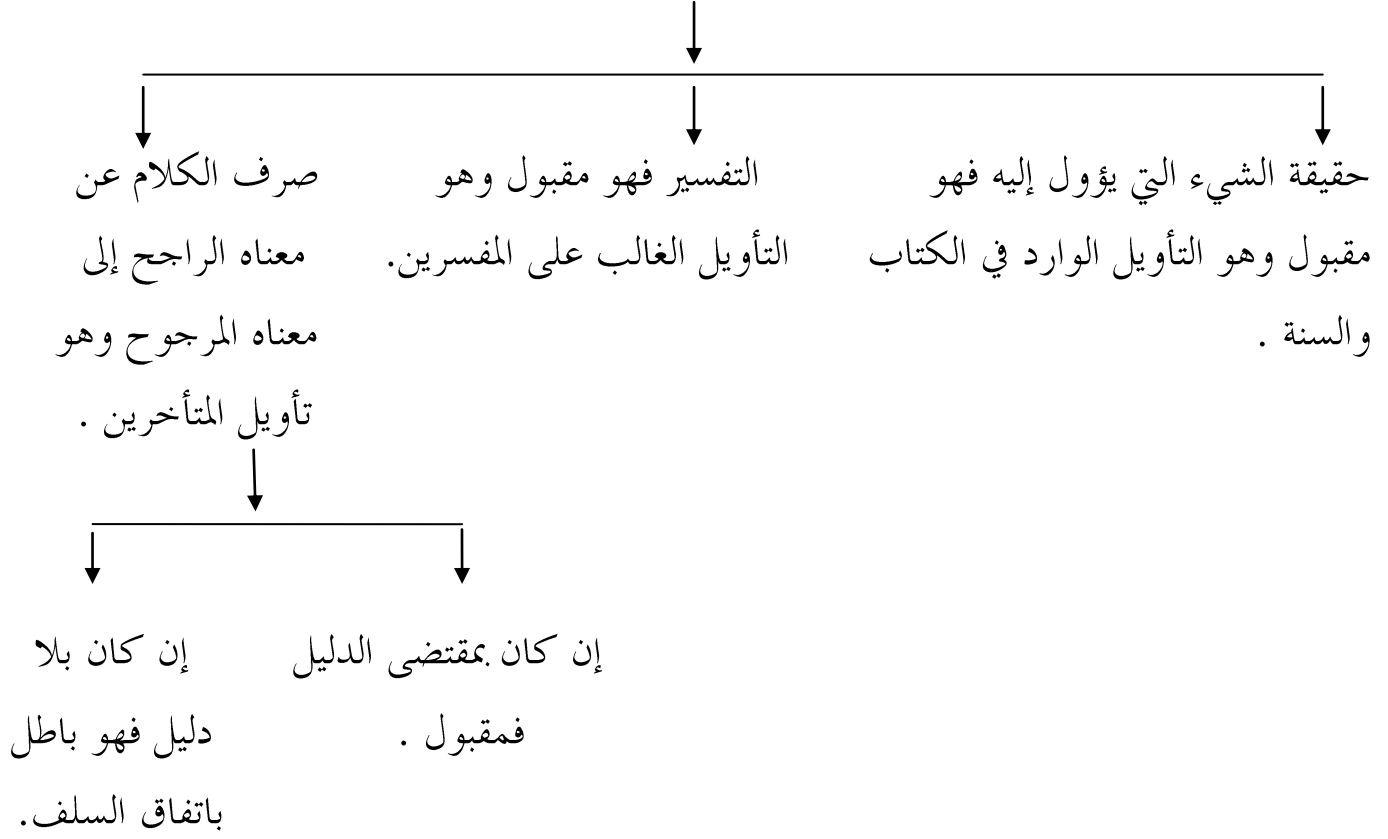 حقيقة الشيء التي يؤول إليه فهو
مقبول وهو التأويل الوارد في الكتاب
والسنة .
التفسير فهو مقبول وهو
التأويل الغالب على المفسرين.
صرف الكلام عن
معناه الراجح إلى
معناه المرجوح وهو
تأويل المتأخرين .
إن كان بمقتضى الدليل
فمقبول .
إن كان بلا
دليل فهو باطل
باتفاق السلف.